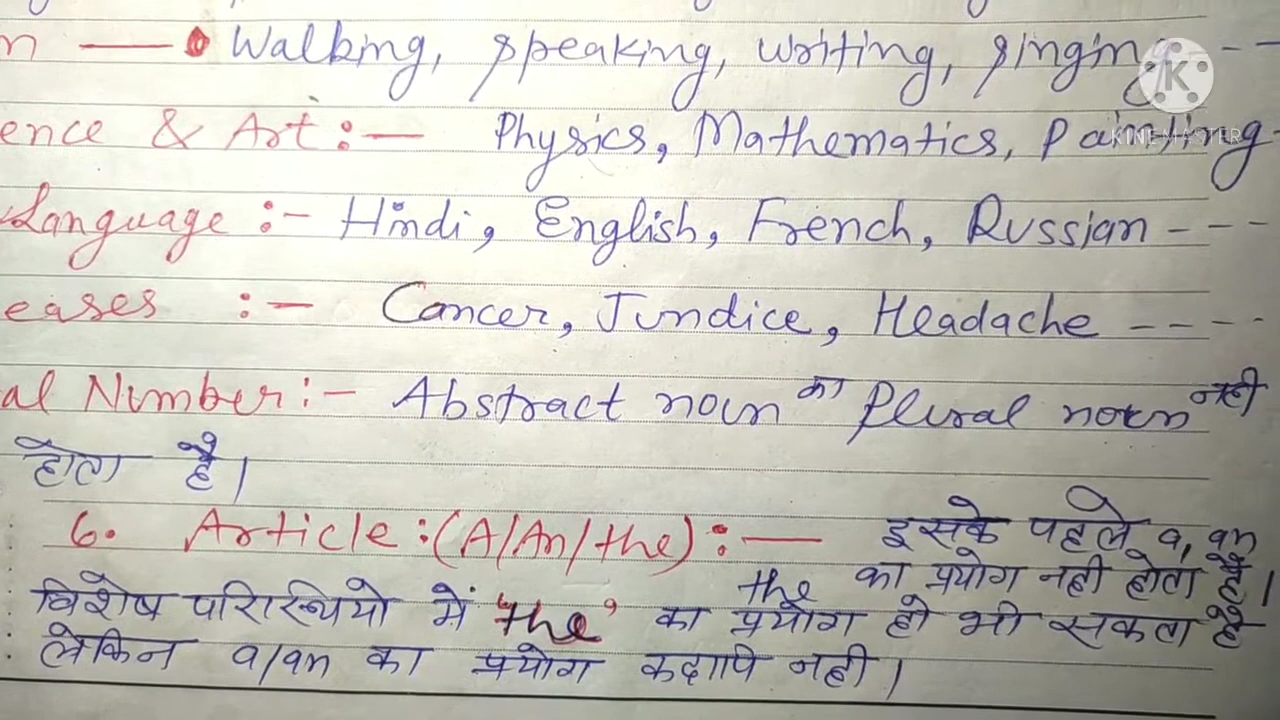 n — Walking, speaking, writing, singing --
ence & Art :— Physics, Mathematics, Painting
Language :- Hindi, English, French, Russian ---
eases :— Cancer, Jundice, Headache ----
al Number :- Abstract noun का Plural noun नही
होता है।
6. Article :(A/An/the) :— इसके पहले a, an
the का प्रयोग नही होता है।
विशेष परिस्थियो में "the" का प्रयोग हो भी सकता है
लेकिन a/an का प्रयोग कदापि नही।
K
KINEMASTER